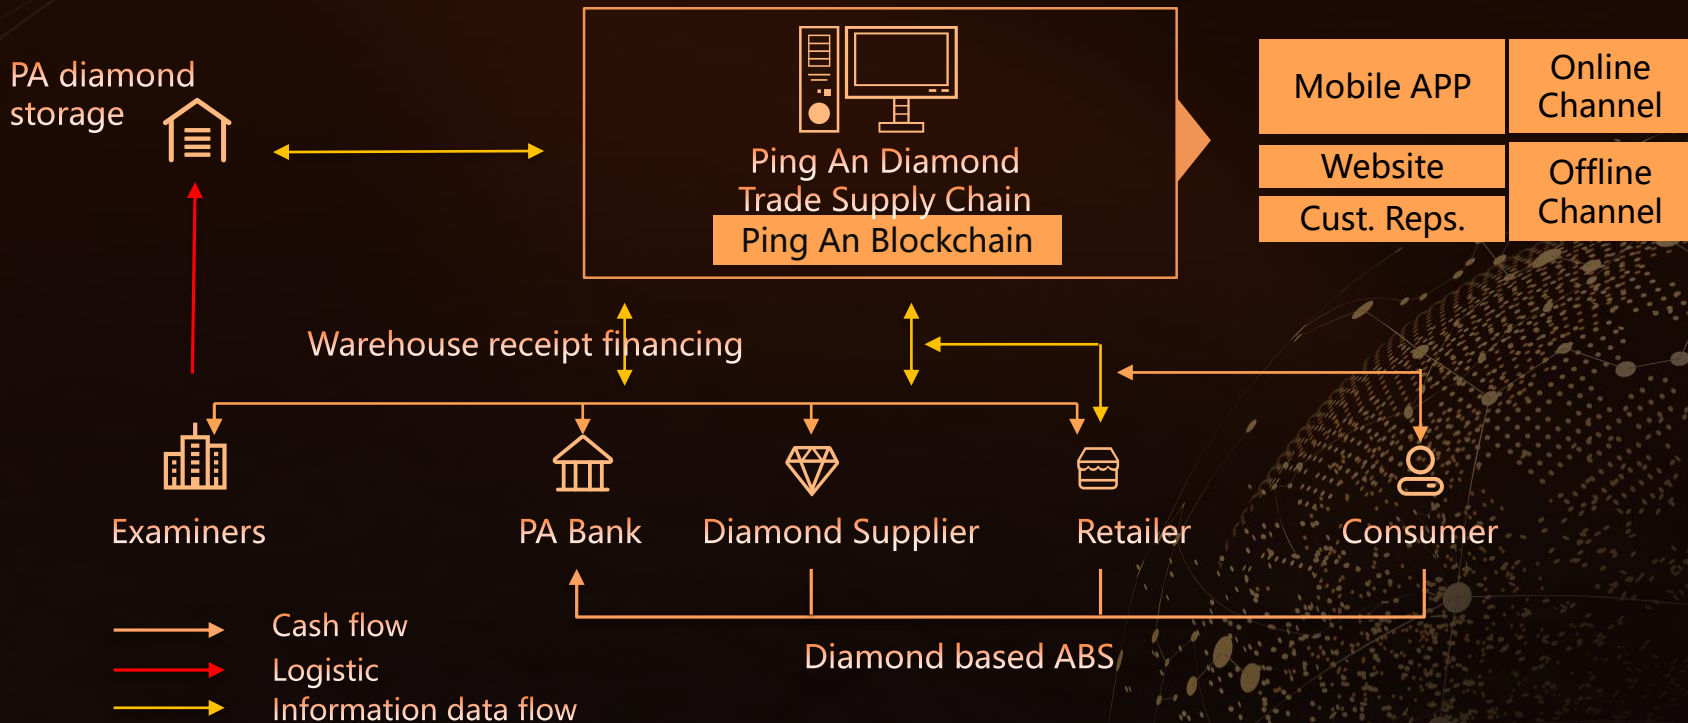 PA diamond
storage
Ping An Diamond
Trade Supply Chain
Ping An Blockchain
Mobile APP
Online
Channel
Website
Cust. Reps.
Offline
Channel
Warehouse receipt financing
Examiners
PA Bank
Diamond Supplier
Retailer
Consumer
Diamond based ABS
Cash flow
Logistic
Information data flow